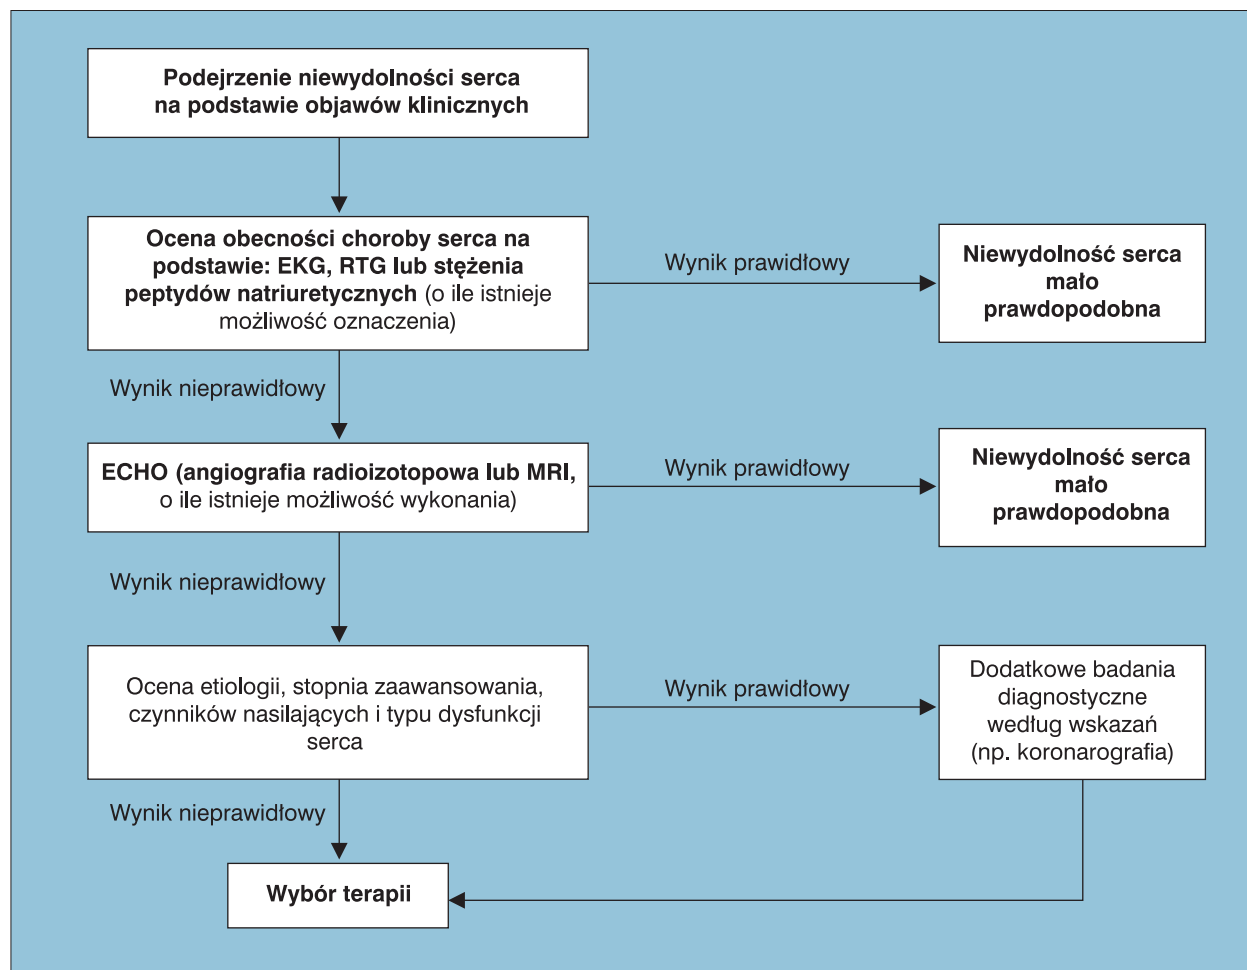 Podejrzenie niewydolności serca
na podstawie objawów klinicznych
Ocena obecności choroby serca na
podstawie: EKG, RTG lub stężenia
peptydów natriuretycznych (o ile istnieje
możliwość oznaczenia)
Wynik prawidłowy
Niewydolność serca
mało
prawdopodobna
Wynik nieprawidłowy
ECHO (angiografia radioizotopowa lub MRI,
o ile istnieje możliwość wykonania)
Wynik prawidłowy
Niewydolność serca
mało
prawdopodobna
Wynik nieprawidłowy
Ocena etiologii, stopnia zaawansowania,
czynników nasilających i typu dysfunkcji
serca
Wynik prawidłowy
Dodatkowe badania
diagnostyczne
według wskazań
(np. koronarografia)
Wynik nieprawidłowy
Wybór terapii